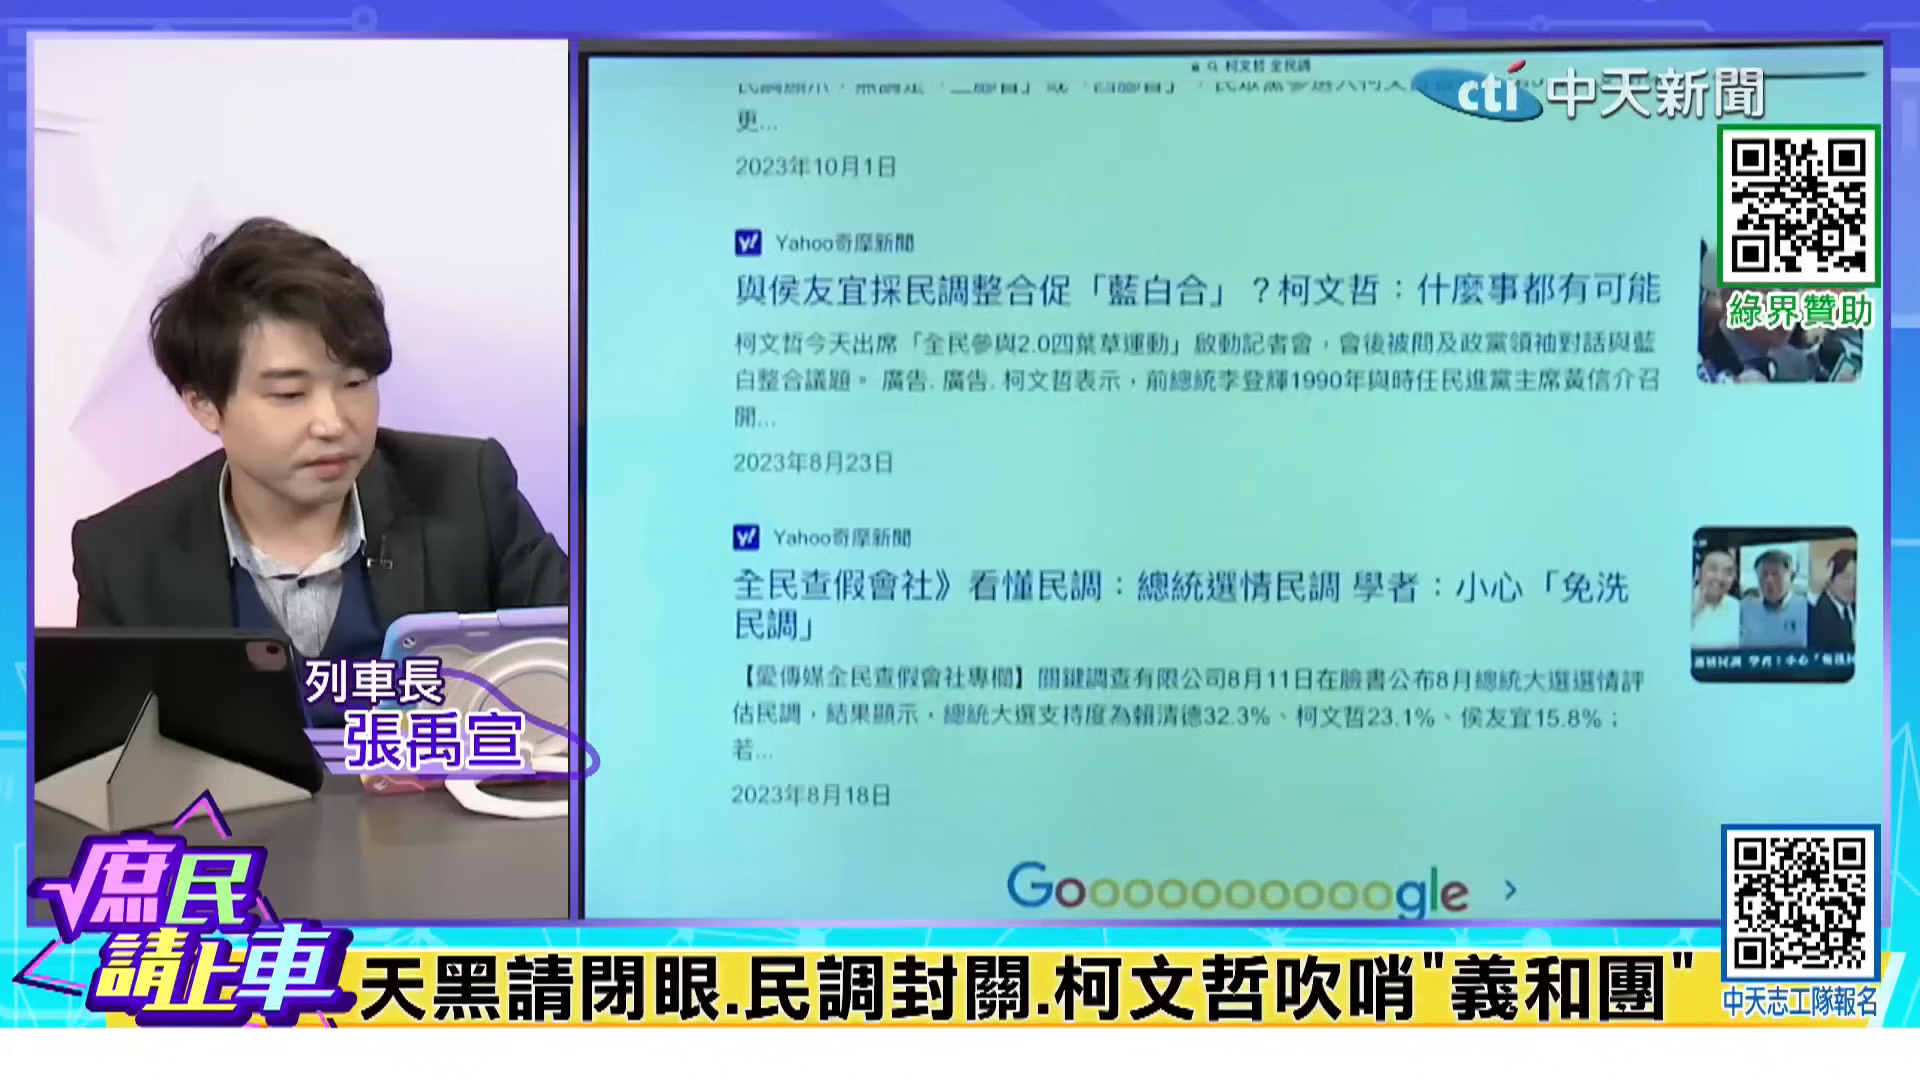 柯文哲 全民調
更...
2023年10月1日
cti 中天新聞
Yahoo奇摩新聞
與侯友宜採民調整合促「藍白合」？柯文哲：什麼事都有可能
柯文哲今天出席「全民參與2.0四葉草運動」啟動記者會，會後被問及政黨領袖對話與藍
白整合議題。 廣告. 廣告. 柯文哲表示，前總統李登輝1990年與時任民進黨主席黃信介召
開...
2023年8月23日
綠界贊助
Yahoo奇摩新聞
全民查假會社》看懂民調：總統選情民調 學者：小心「免洗
民調」
【愛傳媒全民查假會社專欄】關鍵調查有限公司8月11日在臉書公布8月總統大選選情評
估民調，結果顯示，總統大選支持度為賴清德32.3%、柯文哲23.1%、侯友宜15.8%；
若...
2023年8月18日
Goooooooooogle
列車長
張禹宣
庶民
請上車
天黑請閉眼.民調封關.柯文哲吹哨"義和團"
中天志工隊報名